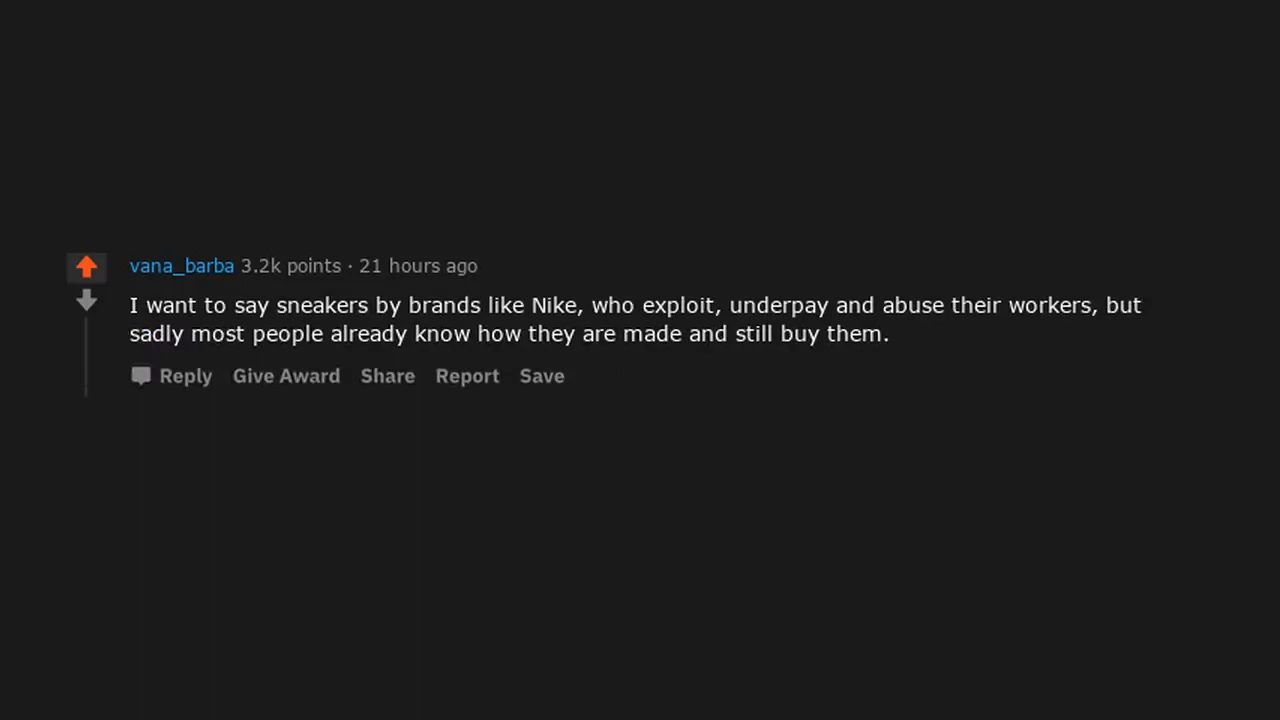 vana_barba 3.2k points · 21 hours ago
I want to say sneakers by brands like Nike, who exploit, underpay and abuse their workers, but
sadly most people already know how they are made and still buy them.
Reply Give Award Share Report Save